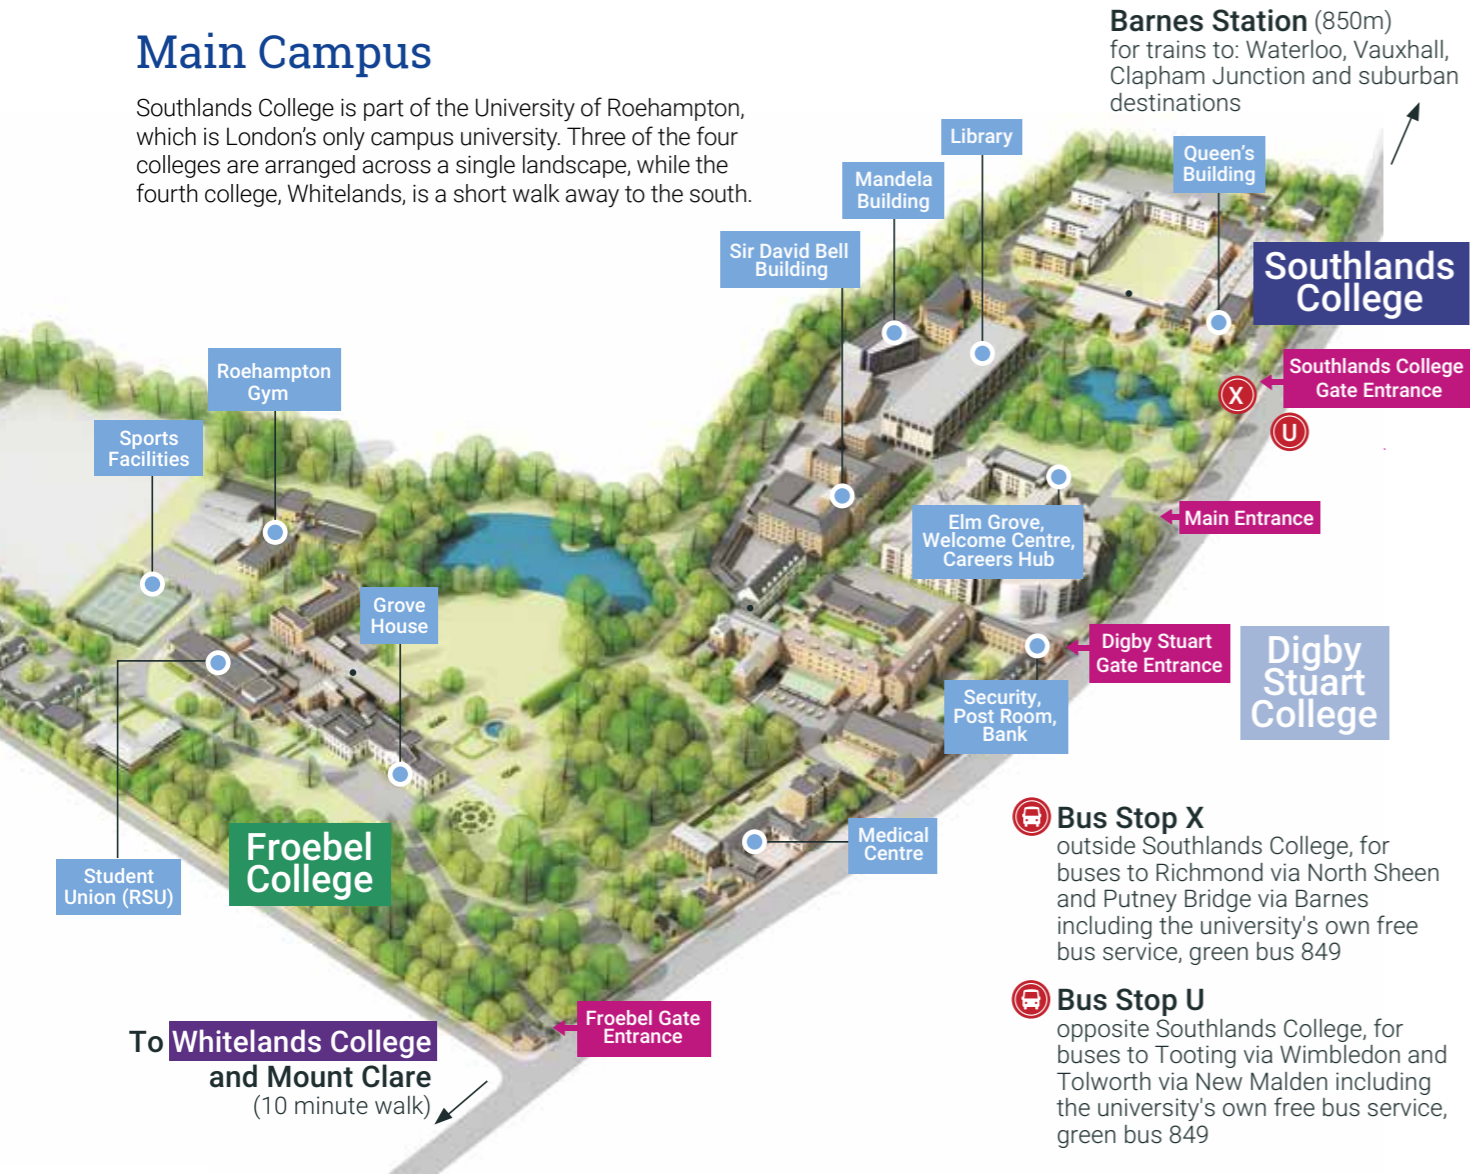 Main Campus
Southlands College is part of the University of Roehampton,
which is London's only campus university. Three of the four
colleges are arranged across a single landscape, while the
fourth college, Whitelands, is a short walk away to the south.
Barnes Station (850m)
for trains to: Waterloo, Vauxhall,
Clapham Junction and suburban
destinations
Library
Queen's
Building
Mandela
Building
Sir David Bell
Building
Southlands
College
Roehampton
Gym
Southlands College
Gate Entrance
X
U
Sports
Facilities
Main Entrance
Elm Grove,
Welcome Centre,
Careers Hub
Grove
House
Digby Stuart
Gate Entrance
Digby
Stuart
College
Security,
Post Room,
Bank
Medical
Centre
Froebel
College
Student
Union (RSU)
Bus Stop X
outside Southlands College, for
buses to Richmond via North Sheen
and Putney Bridge via Barnes
including the university's own free
bus service, green bus 849
Bus Stop U
opposite Southlands College, for
buses to Tooting via Wimbledon and
Tolworth via New Malden including
the university's own free bus service,
green bus 849
Froebel Gate
Entrance
To Whitelands College
and Mount Clare
(10 minute walk)